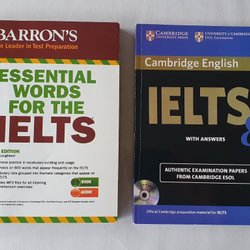 BARRON'S
The Leader in Test Preparation
ESSENTIAL
WORDS
FOR THE
IELTS
EDITION
Lougheed
BOOK
AUDIO
CAMBRIDGE
UNIVERSITY PRESS
UNIVERSITY of CAMBRIDGE
ESOL Examinations
Cambridge English
IELTS
8
WITH ANSWERS
AUTHENTIC EXAMINATION PAPERS
FROM CAMBRIDGE ESOL
Official Cambridge preparation material for IELTS